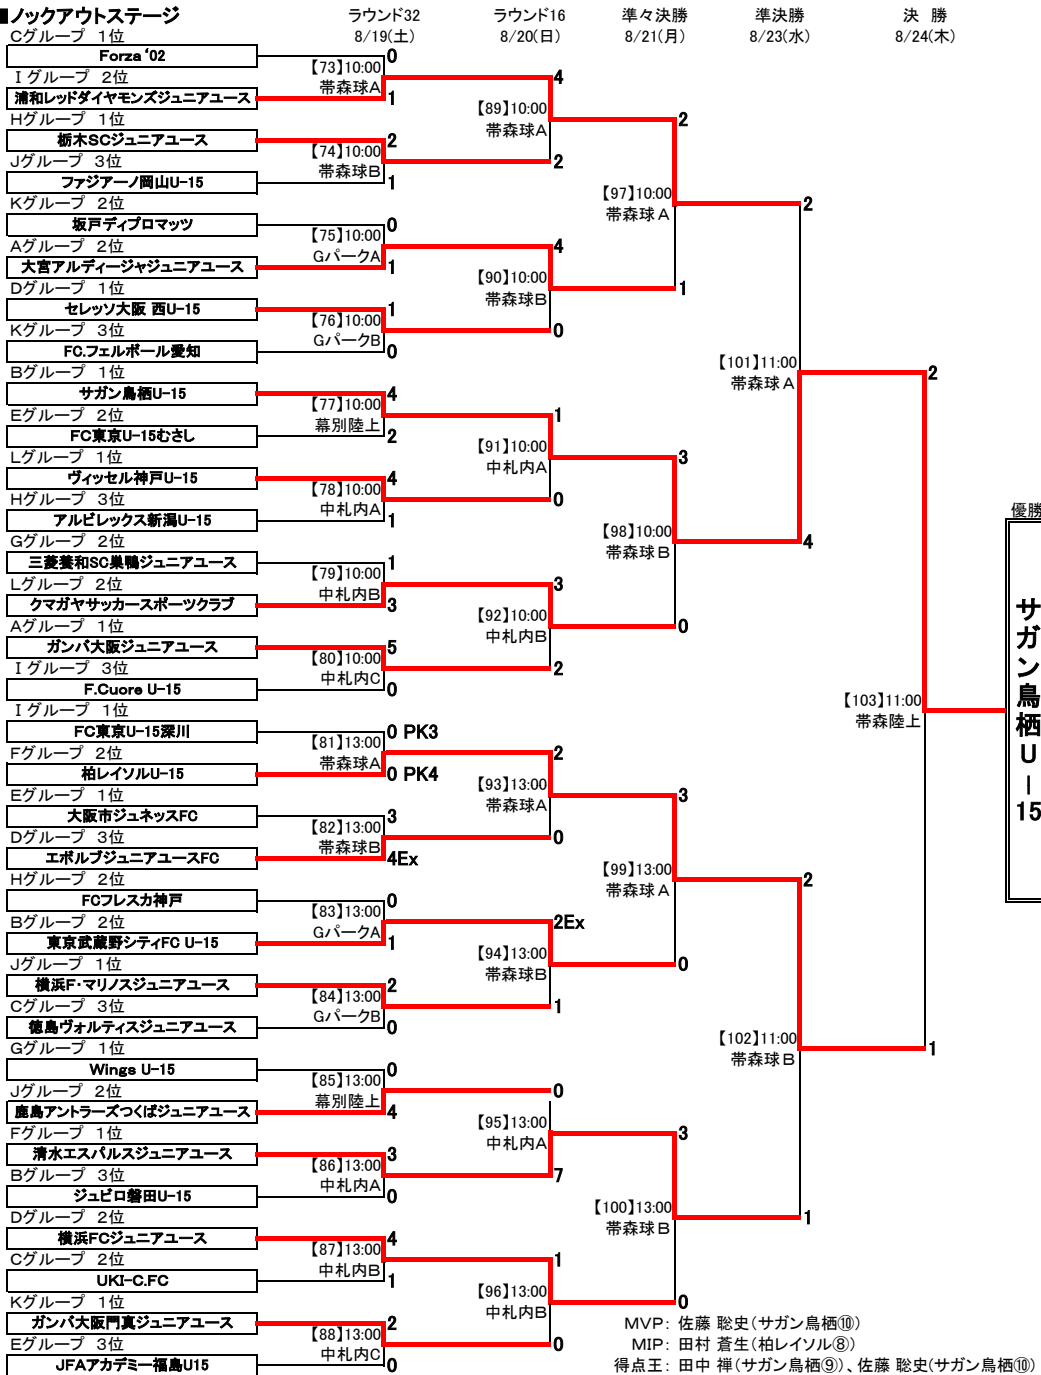 ■ノックアウトステージ
ラウンド32 ラウンド16 準々決勝 準決勝 決 勝
8/19(土) 8/20(日) 8/21(月) 8/23(水) 8/24(木)
Cグループ 1位
Forza‘02 0
【73】10:00
帯森球A
Iグループ 2位
浦和レッドダイヤモンズジュニアユース 1
4
【89】10:00
帯森球A
2
Hグループ 1位
栃木SCジュニアユース 2
【74】10:00
帯森球B
2
Jグループ 3位
ファジアーノ岡山U-15 1
【97】10:00
帯森球A
2
Kグループ 2位
坂戸ディプロマッツ 0
【75】10:00
GパークA
Aグループ 2位
大宮アルディージャジュニアユース 1
4
【90】10:00
帯森球B
1
Dグループ 1位
セレッソ大阪 西U-15 1
【76】10:00
GパークB
0
Kグループ 3位
FC.フェルボール愛知 0
【101】11:00
帯森球A
2
Bグループ 1位
サガン鳥栖U-15 4
【77】10:00
幕別陸上
1
Eグループ 2位
FC東京U-15むさし 2
【91】10:00
中札内A
3
Lグループ 1位
ヴィッセル神戸U-15 4
【78】10:00
中札内A
0
Hグループ 3位
アルビレックス新潟U-15 1
【98】10:00
帯森球B
4
Gグループ 2位
三菱養和SC巣鴨ジュニアユース 1
【79】10:00
中札内B
3
Lグループ 2位
クマガヤサッカースポーツクラブ 3
【92】10:00
中札内B
0
Aグループ 1位
ガンバ大阪ジュニアユース 5
【80】10:00
中札内C
2
Iグループ 3位
F.Cuore U-15 0
【103】11:00
帯森陸上
優勝
サガン鳥栖U-15
Iグループ 1位
FC東京U-15深川 0 PK3
【81】13:00
帯森球A
2
Fグループ 2位
柏レイソルU-15 0 PK4
【93】13:00
帯森球A
3
Eグループ 1位
大阪市ジュネッスFC 3
【82】13:00
帯森球B
0
Dグループ 3位
エボルブジュニアユースFC 4Ex
【99】13:00
帯森球A
2
Hグループ 2位
FCフレスカ神戸 0
【83】13:00
GパークA
2Ex
Bグループ 2位
東京武蔵野シティFC U-15 1
【94】13:00
帯森球B
0
Jグループ 1位
横浜F・マリノスジュニアユース 2
【84】13:00
GパークB
1
Cグループ 3位
徳島ヴォルティスジュニアユース 0
【102】11:00
帯森球B
1
Gグループ 1位
Wings U-15 0
【85】13:00
幕別陸上
0
Jグループ 2位
鹿島アントラーズつくばジュニアユース 4
【95】13:00
中札内A
3
Fグループ 1位
清水エスパルスジュニアユース 3
【86】13:00
中札内A
7
Bグループ 3位
ジュビロ磐田U-15 0
【100】13:00
帯森球B
1
Dグループ 2位
横浜FCジュニアユース 4
【87】13:00
中札内B
1
Cグループ 2位
UKI-C.FC 1
【96】13:00
中札内B
0
Kグループ 1位
ガンバ大阪門真ジュニアユース 2
【88】13:00
中札内C
0
Eグループ 3位
JFAアカデミー福島U15 0
MVP: 佐藤 聡史(サガン鳥栖⑩)
MIP: 田村 蒼生(柏レイソル⑧)
得点王: 田中 禅(サガン鳥栖⑨)、佐藤 聡史(サガン鳥栖⑩)